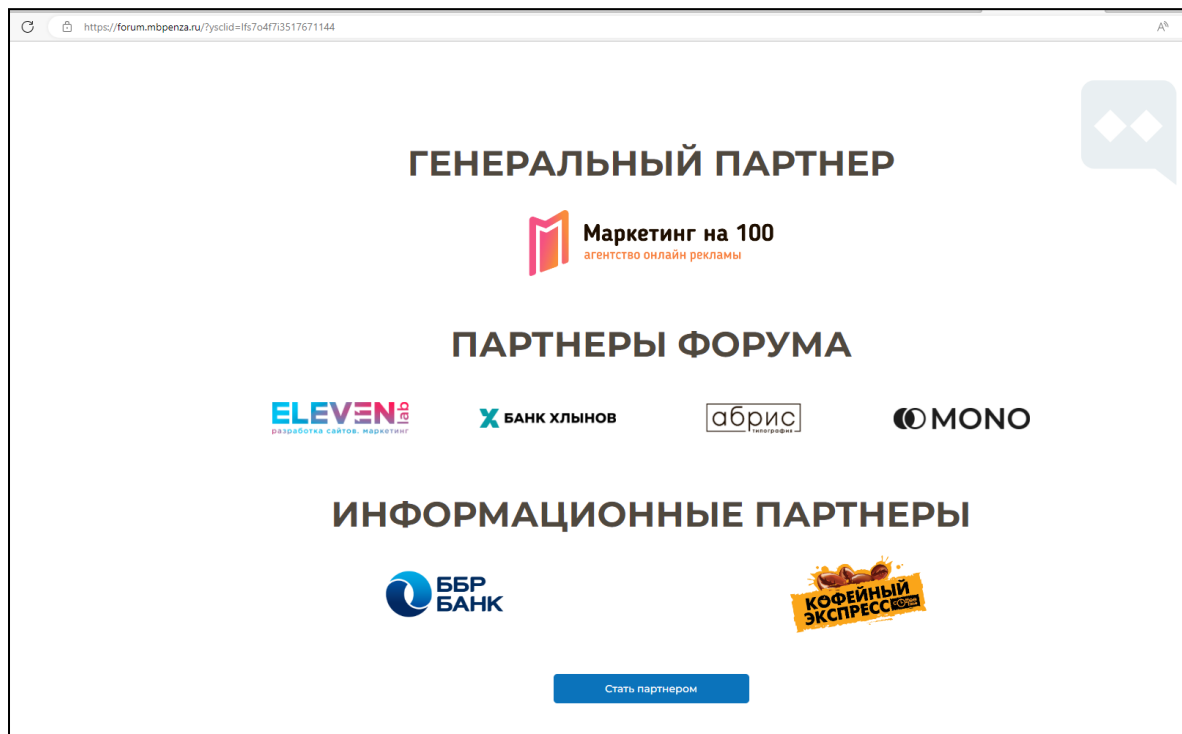 https://forum.mbpenza.ru/?ysclid=lfs7o4f7i3517671144
ГЕНЕРАЛЬНЫЙ ПАРТНЕР
Маркетинг на 100
агентство онлайн рекламы
ПАРТНЕРЫ ФОРУМА
ELEVEN lab
разработка сайтов. маркетинг
БАНК ХЛЫНОВ
абрис
типография
MONO
ИНФОРМАЦИОННЫЕ ПАРТНЕРЫ
ББР
БАНК
КОФЕЙНЫЙ
ЭКСПРЕСС
Стать партнером